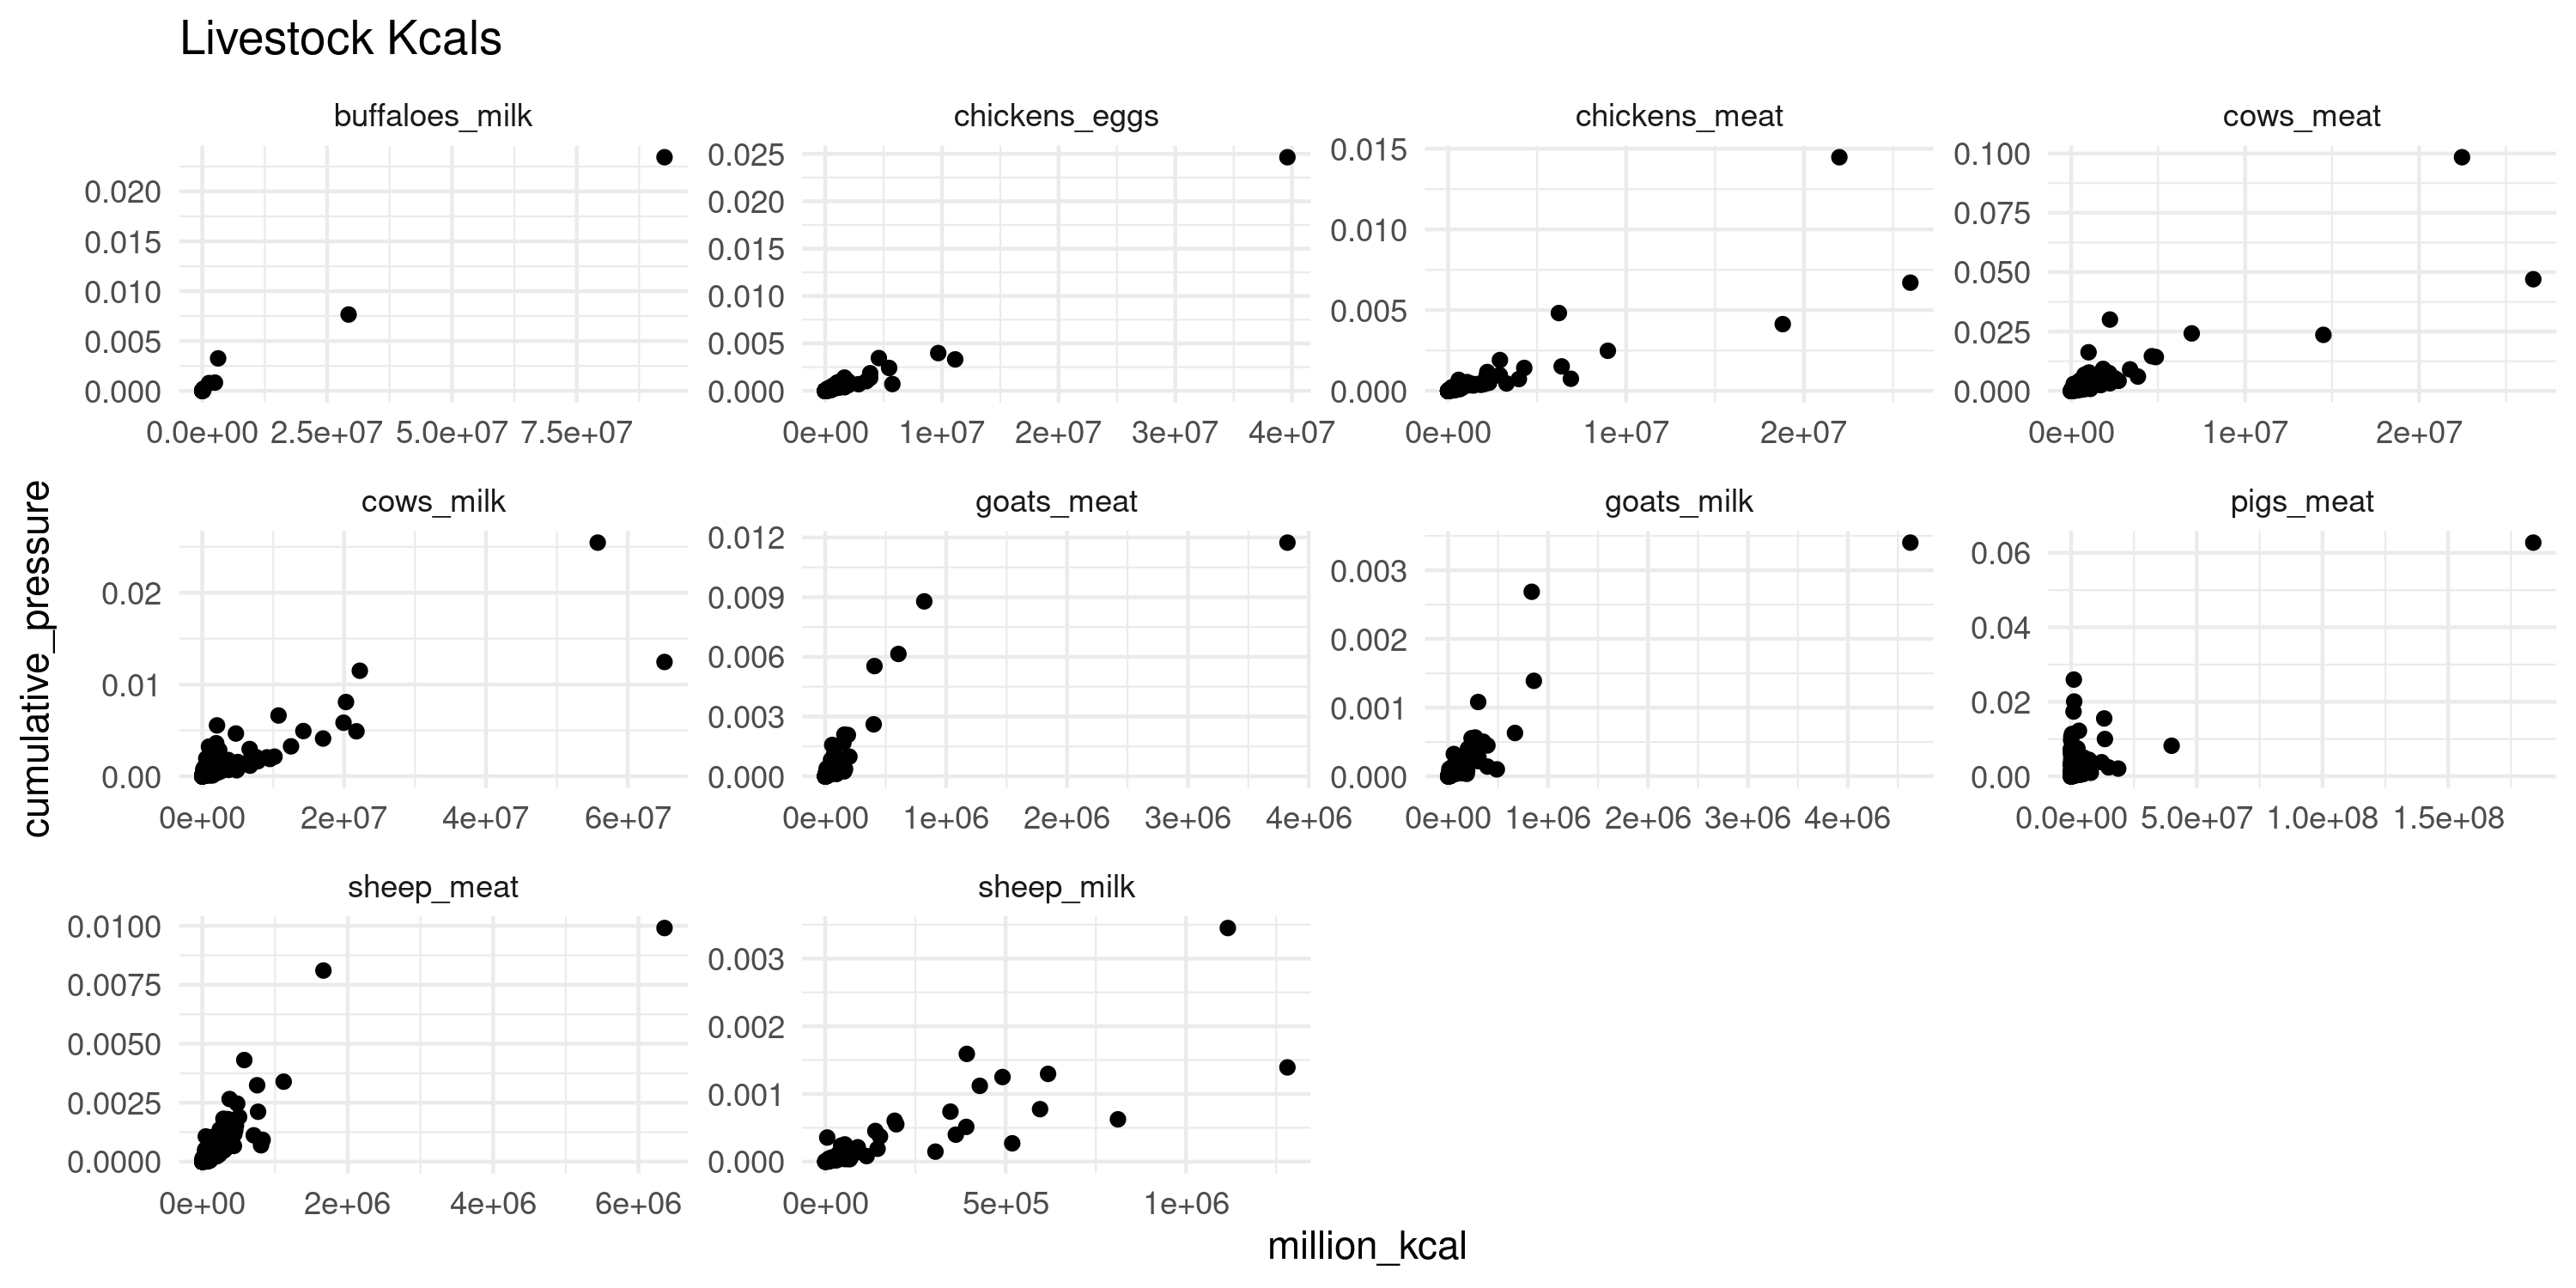 Livestock Kcals
buffaloes_milk chickens_eggs chickens_meat cows_meat
0.020 0.015 0.010 0.005 0.000
0.025 0.020 0.015 0.010 0.005 0.000
0.015 0.010 0.005 0.000
0.100 0.075 0.050 0.025 0.000
0.0e+00 2.5e+07 5.0e+07 7.5e+07
0e+00 1e+07 2e+07 3e+07 4e+07
0e+00 1e+07 2e+07
0e+00 1e+07 2e+07
cumulative_pressure
cows_milk goats_meat goats_milk pigs_meat
0.02 0.01 0.00
0.012 0.009 0.006 0.003 0.000
0.003 0.002 0.001 0.000
0.06 0.04 0.02 0.00
0e+00 2e+07 4e+07 6e+07
0e+00 1e+06 2e+06 3e+06 4e+06
0e+00 1e+06 2e+06 3e+06 4e+06
0.0e+00 5.0e+07 1.0e+08 1.5e+08
sheep_meat sheep_milk
0.0100 0.0075 0.0050 0.0025 0.0000
0.003 0.002 0.001 0.000
0e+00 2e+06 4e+06 6e+06
0e+00 5e+05 1e+06
million_kcal